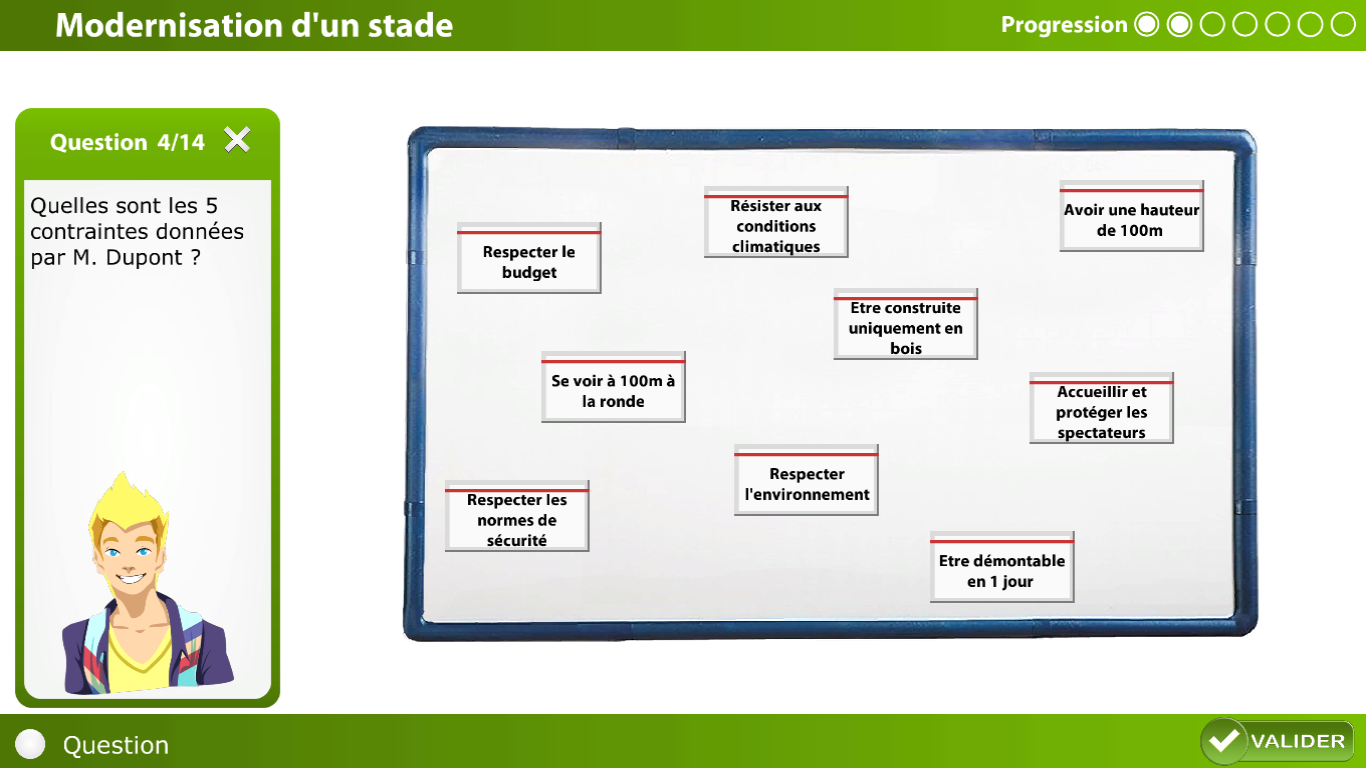 Modernisation d'un stade
Progression
Question 4/14
Quelles sont les 5
contraintes données
par M. Dupont ?
Résister aux
conditions
climatiques
Avoir une hauteur
de 100m
Respecter le
budget
Etre construite
uniquement en
bois
Se voir à 100m à
la ronde
Accueillir et
protéger les
spectateurs
Respecter
l'environnement
Respecter les
normes de
sécurité
Etre démontable
en 1 jour
Question
VALIDER